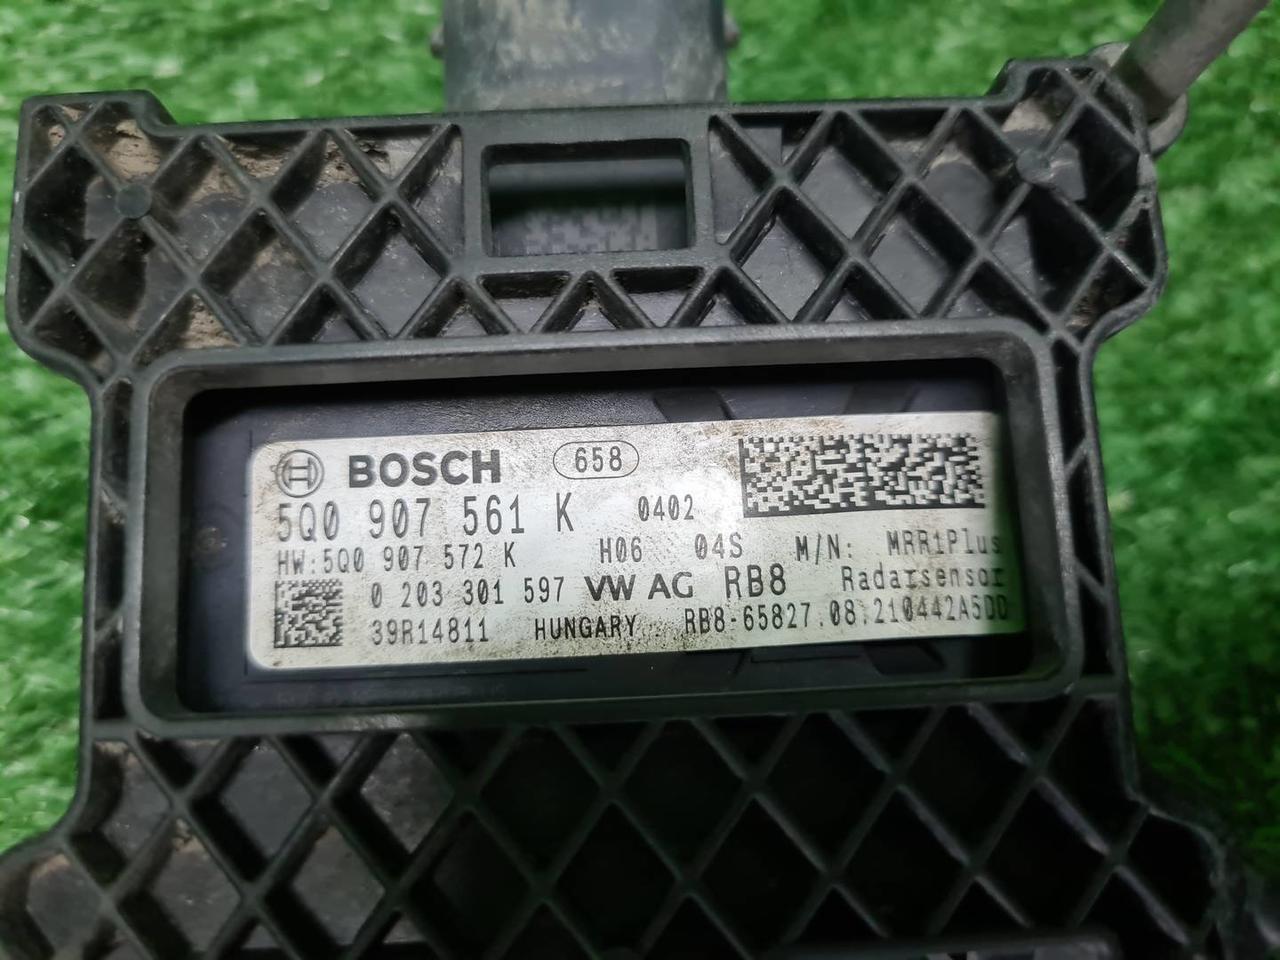 BOSCH 658
5Q0 907 561 K 0402
HW:5Q0 907 572 K H06 04S M/N: MRR1Plus
0 203 301 597 VW AG RB8 Radarsensor
39R14811 HUNGARY RB8-65827.08.210442A5DD